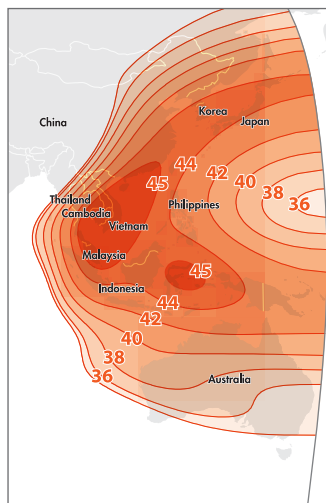 Korea
China
Japan
44
45
42
40
38
36
Thailand
Cambodia
Philippines
Vietnam
Malaysia
45
Indonesia
44
42
40
38
36
Australia